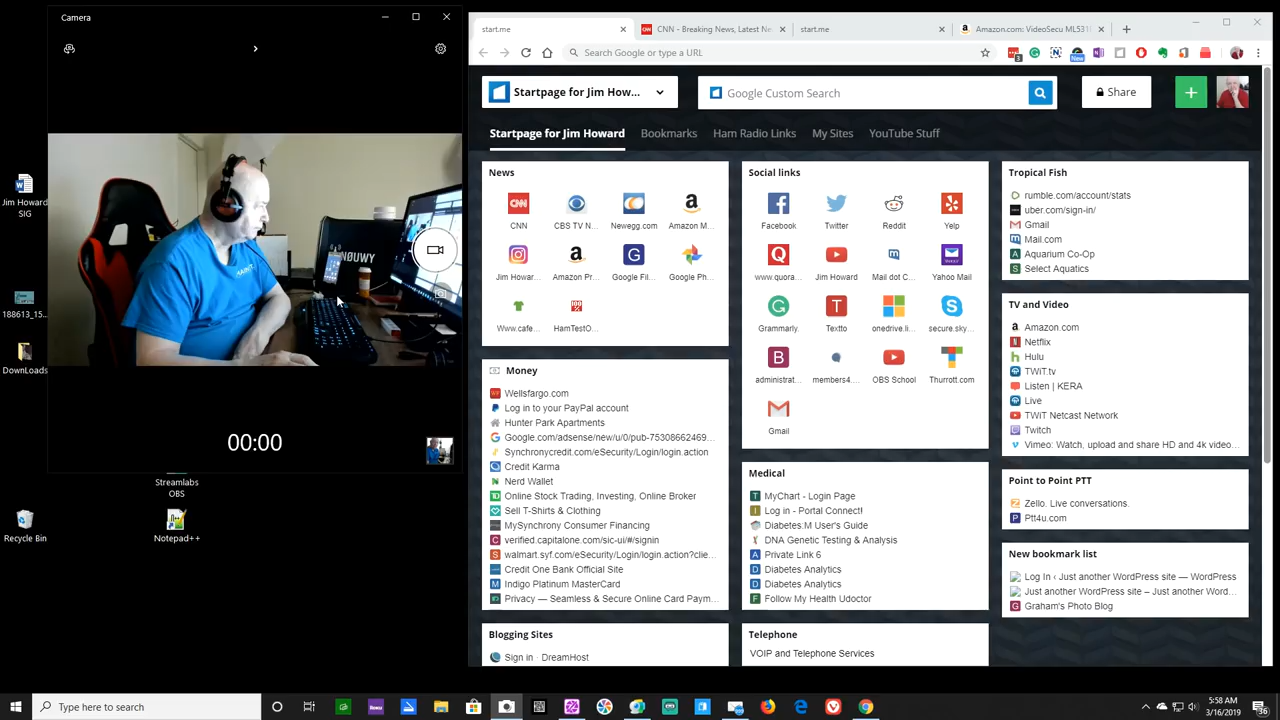 Camera
Jim Howard
SIG
188613_15...
DownLoads
00:00
Streamlabs
OBS
Recycle Bin
Notepad++
start.me
CNN - Breaking News, Latest Ne
start.me
Amazon.com: VideoSecu ML531
Search Google or type a URL
Startpage for Jim How...
Google Custom Search
Share
Startpage for Jim Howard
Bookmarks
Ham Radio Links
My Sites
YouTube Stuff
News
CNN
CBS TV N...
Newegg.com
Amazon M...
Jim Howar...
Amazon Pr...
Google Fil...
Google Ph...
Www.cafe...
HamTestO...
Money
Wellsfargo.com
Log in to your PayPal account
Hunter Park Apartments
Google.com/adsense/new/u/0/pub-75308662469...
Synchronycredit.com/eSecurity/Login/login.action
Credit Karma
Nerd Wallet
Online Stock Trading, Investing, Online Broker
Sell T-Shirts & Clothing
MySynchrony Consumer Financing
verified.capitalone.com/sic-ui/#/signin
walmart.syf.com/eSecurity/Login/login.action?clie...
Credit One Bank Official Site
Indigo Platinum MasterCard
Privacy — Seamless & Secure Online Card Paym...
Blogging Sites
Sign in · DreamHost
Social links
Facebook
Twitter
Reddit
Yelp
www.quora...
Jim Howard
Mail dot C...
Yahoo Mail
Grammarly.
Textto
onedrive.li...
secure.sky...
administrat...
members4....
OBS School
Thurrott.com
Gmail
Medical
MyChart - Login Page
Log in - Portal Connect!
Diabetes:M User's Guide
DNA Genetic Testing & Analysis
Private Link 6
Diabetes Analytics
Diabetes Analytics
Follow My Health Udoctor
Telephone
VOIP and Telephone Services
Tropical Fish
rumble.com/account/stats
uber.com/sign-in/
Gmail
Mail.com
Aquarium Co-Op
Select Aquatics
TV and Video
Amazon.com
Netflix
Hulu
TWiT.tv
Listen | KERA
Live
TWiT Netcast Network
Twitch
Vimeo: Watch, upload and share HD and 4k video...
Point to Point PTT
Zello. Live conversations.
Ptt4u.com
New bookmark list
Log In ‹ Just another WordPress site — WordPress
Just another WordPress site – Just another Word...
Graham's Photo Blog
Type here to search
5:58 AM
3/16/2019
36